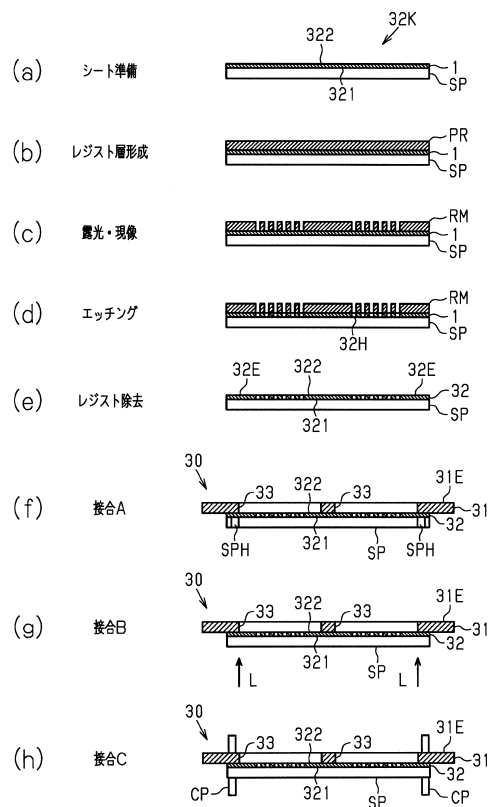 322 32K
(a) シート準備 1
321 SP
PR
(b) レジスト層形成 1
SP
RM
(c) 露光・現像 1
SP
RM
(d) エッチング 1
32H SP
32E 322 32E 32
(e) レジスト除去
321 SP
30 33 322 33 31E
(f) 接合A 31
32
SPH 321 SP SPH
30 33 322 33 31E
(g) 接合B 31
32
L 321 L SP
30 33 322 33 31E
(h) 接合C 31
32
CP 321 SP CP